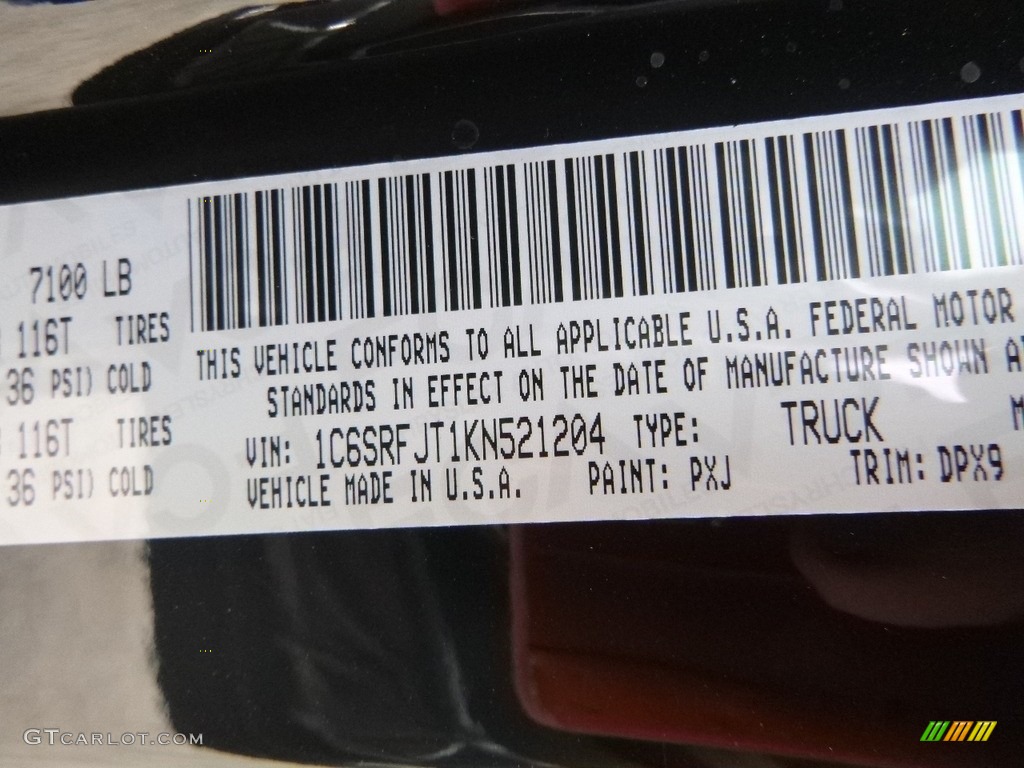 7100 LB
116T TIRES
36 PSI) COLD
116T TIRES
36 PSI) COLD
THIS VEHICLE CONFORMS TO ALL APPLICABLE U.S.A. FEDERAL MOTOR
STANDARDS IN EFFECT ON THE DATE OF MANUFACTURE SHOWN
VIN: 1C6SRFJT1KN521204 TYPE: TRUCK
VEHICLE MADE IN U.S.A. PAINT: PXJ TRIM: DPX9
GTCARLOT.COM